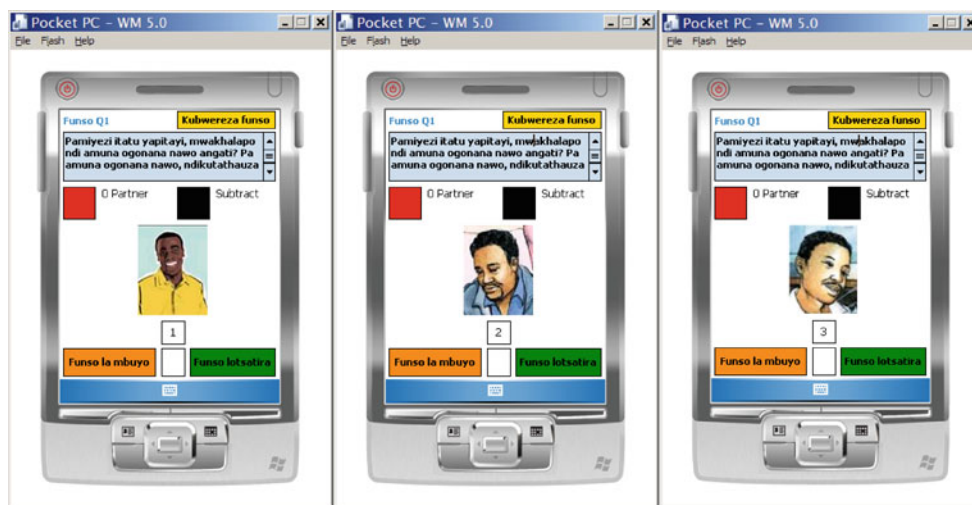 Pocket PC - WM 5.0
File Flash Help
Funso Q1
Kubwereza funso
Pamiyezi itatu yapitayi, mwakhalapo
ndi amuna ogonana nawo angati? Pa
amuna ogonana nawo, ndikutathauza
0 Partner
Subtract
1
Funso la mbuyo
Funso lotsatira
Pocket PC - WM 5.0
File Flash Help
Funso Q1
Kubwereza funso
Pamiyezi itatu yapitayi, mwakhalapo
ndi amuna ogonana nawo angati? Pa
amuna ogonana nawo, ndikutathauza
0 Partner
Subtract
2
Funso la mbuyo
Funso lotsatira
Pocket PC - WM 5.0
File Flash Help
Funso Q1
Kubwereza funso
Pamiyezi itatu yapitayi, mwakhalapo
ndi amuna ogonana nawo angati? Pa
amuna ogonana nawo, ndikutathauza
0 Partner
Subtract
3
Funso la mbuyo
Funso lotsatira